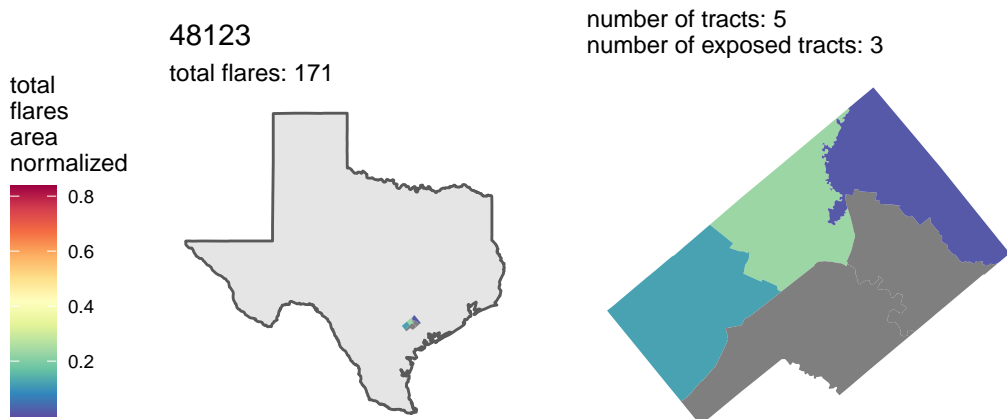 48123
total flares: 171
number of tracts: 5
number of exposed tracts: 3
total
flares
area
normalized
0.8
0.6
0.4
0.2